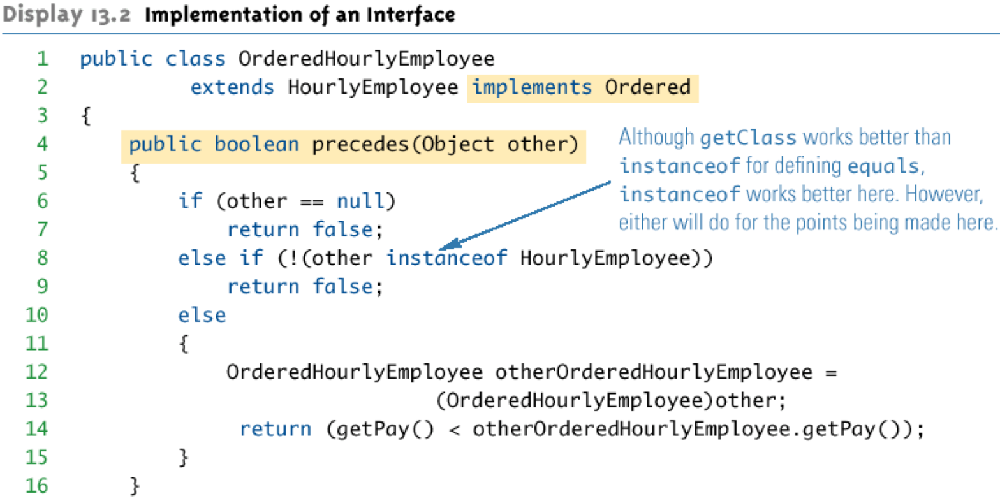 Display 13.2 Implementation of an Interface
1 public class OrderedHourlyEmployee
2 extends HourlyEmployee implements Ordered
3 {
4 public boolean precedes(Object other)
5 {
6 if (other == null)
7 return false;
8 else if (!(other instanceof HourlyEmployee))
9 return false;
10 else
11 {
12 OrderedHourlyEmployee otherOrderedHourlyEmployee =
13 (OrderedHourlyEmployee)other;
14 return (getPay() < otherOrderedHourlyEmployee.getPay());
15 }
16 }
Although getClass works better than
instanceof for defining equals,
instanceof works better here. However,
either will do for the points being made here.